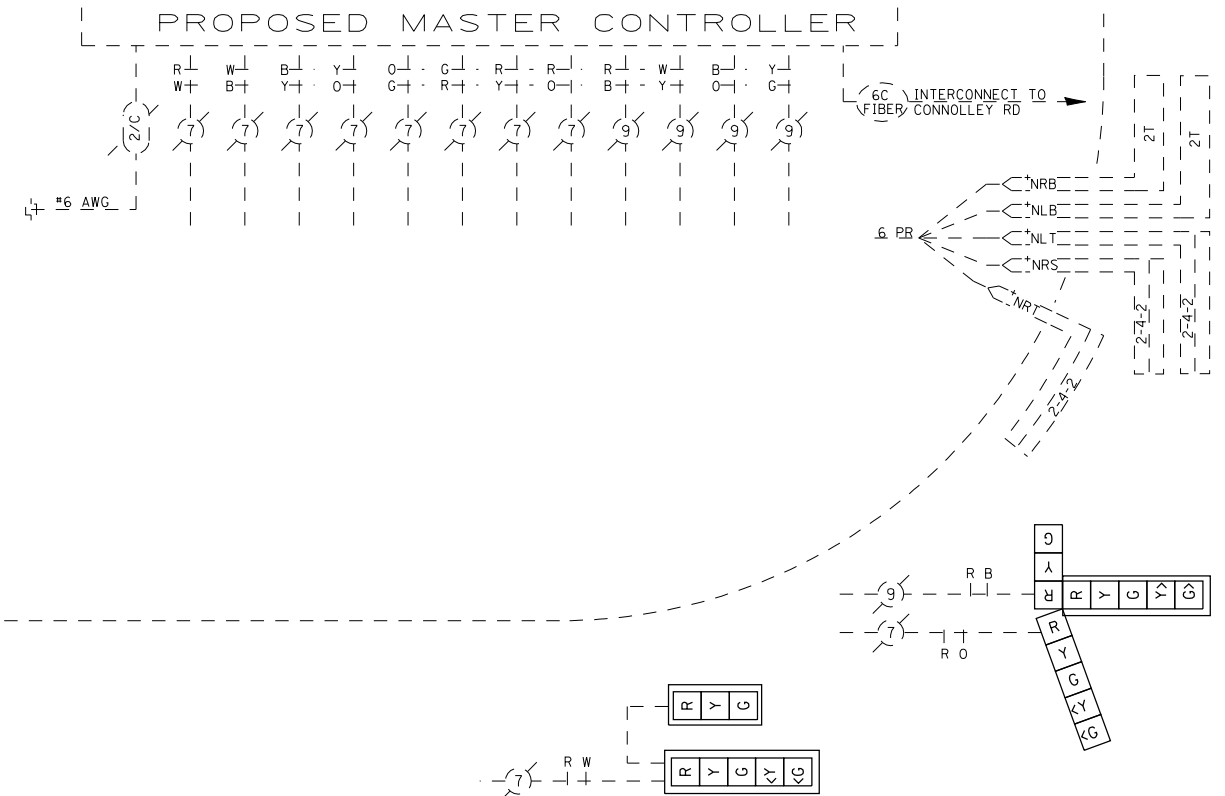 PROPOSED MASTER CONTROLLER
R W B Y O G R R R W B Y
W B Y O G R Y O B Y O G
2/C 7 7 7 7 7 7 7 7 9 9 9 9
6C FIBER
INTERCONNECT TO
CONNOLLEY RD
#6 AWG
2T 2T
+NRB
+NLB
6 PR
+NLT
+NRS
+NRT
2-4-2 2-4-2
2-4-2
G
Y
R R Y G Y> G>
9 R B
7 R O
R
Y
G
<Y
<G
R Y G
7 R W
R Y G <Y <G